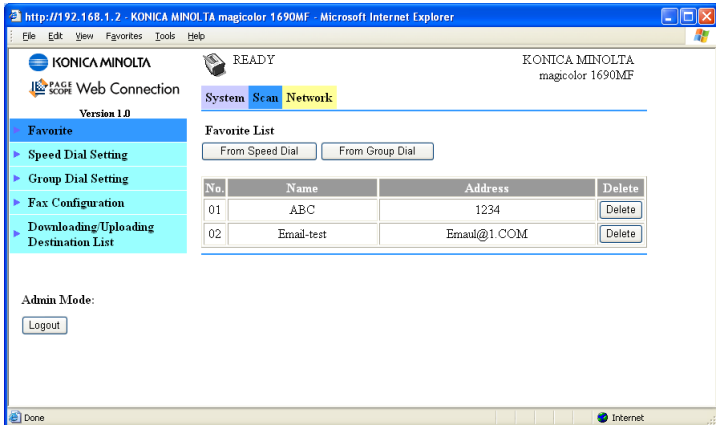 http://192.168.1.2 - KONICA MINOLTA magicolor 1690MF - Microsoft Internet Explorer
File Edit View Favorites Tools Help
KONICA MINOLTA
PAGE SCOPE Web Connection
Version 1.0
READY
KONICA MINOLTA
magicolor 1690MF
System Scan Network
Favorite
Speed Dial Setting
Group Dial Setting
Fax Configuration
Downloading/Uploading
Destination List
Admin Mode:
Logout
Favorite List
From Speed Dial From Group Dial
No. Name Address Delete
01 ABC 1234 Delete
02 Email-test Emaul@1.COM Delete
Done Internet